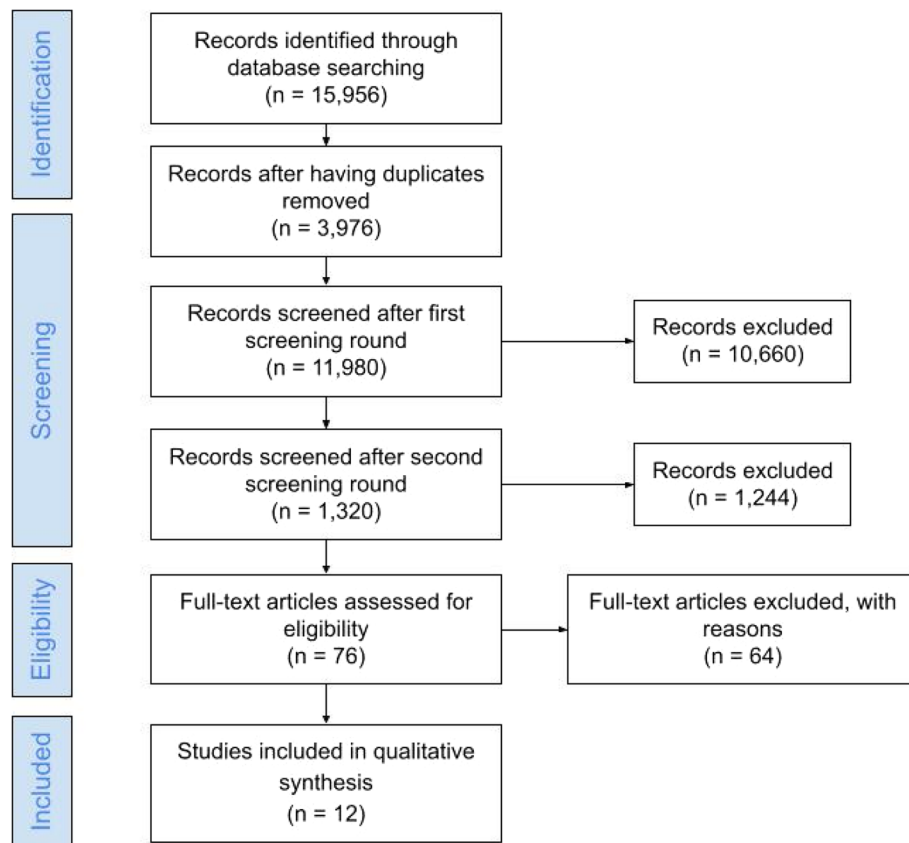 Identification
Records identified through
database searching
(n = 15,956)
Records after having duplicates
removed
(n = 3,976)
Screening
Records screened after first
screening round
(n = 11,980)
Records excluded
(n = 10,660)
Records screened after second
screening round
(n = 1,320)
Records excluded
(n = 1,244)
Eligibility
Full-text articles assessed for
eligibility
(n = 76)
Full-text articles excluded, with
reasons
(n = 64)
Included
Studies included in qualitative
synthesis
(n = 12)